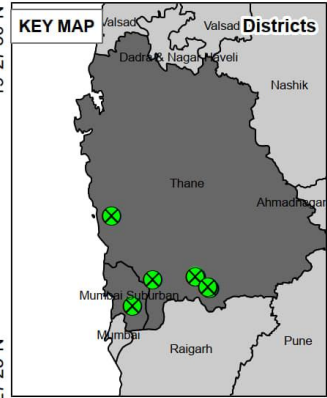 KEY MAP
Valsad
Valsad
Districts
Dadra & Nagar Haveli
Nashik
Thane
Ahmadnagar
Mumbai Suburban
Mumbai
Raigarh
Pune